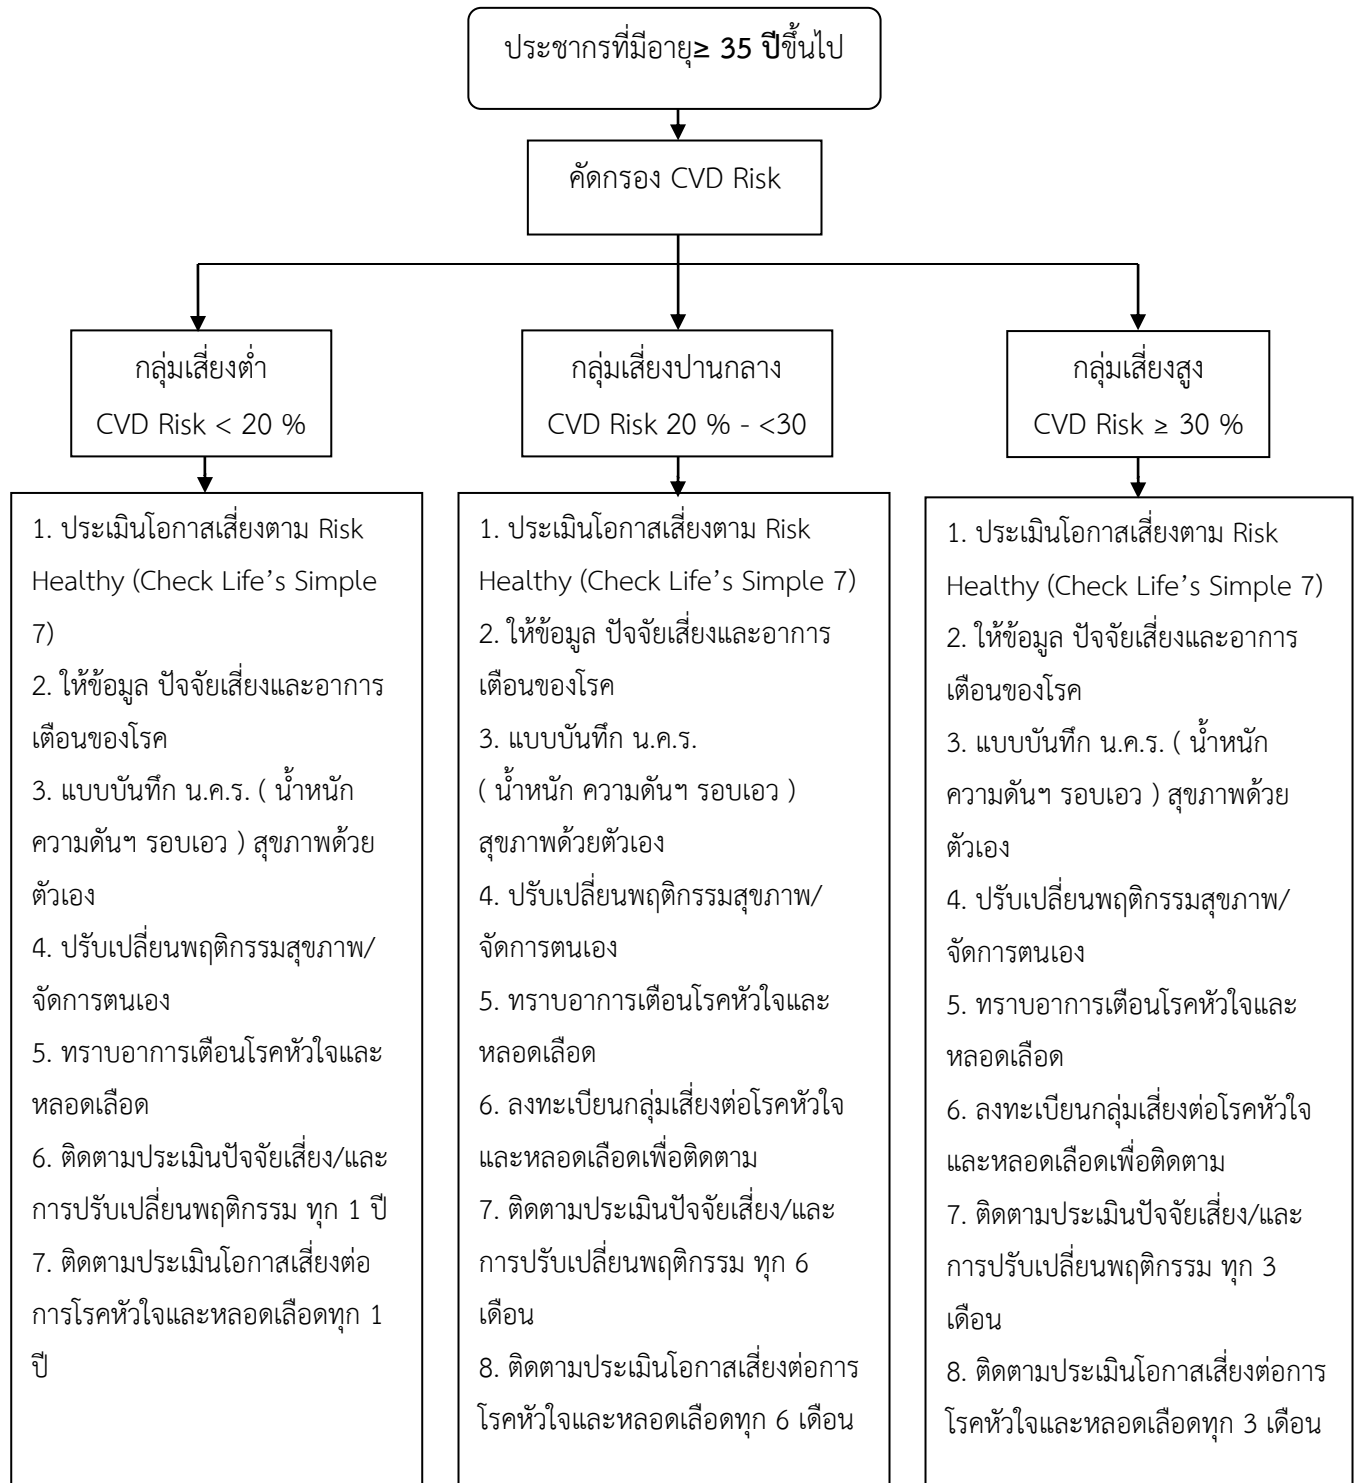 ประชากรที่มีอายุ≥ 35 ปีขึ้นไป
คัดกรอง CVD Risk
กลุ่มเสี่ยงต่ำ
CVD Risk < 20 %
กลุ่มเสี่ยงปานกลาง
CVD Risk 20 % - <30
กลุ่มเสี่ยงสูง
CVD Risk ≥ 30 %
1. ประเมินโอกาสเสี่ยงตาม Risk
Healthy (Check Life’s Simple
7)
2. ให้ข้อมูล ปัจจัยเสี่ยงและอาการ
เตือนของโรค
3. แบบบันทึก น.ค.ร. ( น้ำหนัก
ความดันฯ รอบเอว ) สุขภาพด้วย
ตัวเอง
4. ปรับเปลี่ยนพฤติกรรมสุขภาพ/
จัดการตนเอง
5. ทราบอาการเตือนโรคหัวใจและ
หลอดเลือด
6. ติดตามประเมินปัจจัยเสี่ยง/และ
การปรับเปลี่ยนพฤติกรรม ทุก 1 ปี
7. ติดตามประเมินโอกาสเสี่ยงต่อ
การโรคหัวใจและหลอดเลือดทุก 1
ปี
1. ประเมินโอกาสเสี่ยงตาม Risk
Healthy (Check Life’s Simple 7)
2. ให้ข้อมูล ปัจจัยเสี่ยงและอาการ
เตือนของโรค
3. แบบบันทึก น.ค.ร.
( น้ำหนัก ความดันฯ รอบเอว )
สุขภาพด้วยตัวเอง
4. ปรับเปลี่ยนพฤติกรรมสุขภาพ/
จัดการตนเอง
5. ทราบอาการเตือนโรคหัวใจและ
หลอดเลือด
6. ลงทะเบียนกลุ่มเสี่ยงต่อโรคหัวใจ
และหลอดเลือดเพื่อติดตาม
7. ติดตามประเมินปัจจัยเสี่ยง/และ
การปรับเปลี่ยนพฤติกรรม ทุก 6
เดือน
8. ติดตามประเมินโอกาสเสี่ยงต่อการ
โรคหัวใจและหลอดเลือดทุก 6 เดือน
1. ประเมินโอกาสเสี่ยงตาม Risk
Healthy (Check Life’s Simple 7)
2. ให้ข้อมูล ปัจจัยเสี่ยงและอาการ
เตือนของโรค
3. แบบบันทึก น.ค.ร. ( น้ำหนัก
ความดันฯ รอบเอว ) สุขภาพด้วย
ตัวเอง
4. ปรับเปลี่ยนพฤติกรรมสุขภาพ/
จัดการตนเอง
5. ทราบอาการเตือนโรคหัวใจและ
หลอดเลือด
6. ลงทะเบียนกลุ่มเสี่ยงต่อโรคหัวใจ
และหลอดเลือดเพื่อติดตาม
7. ติดตามประเมินปัจจัยเสี่ยง/และ
การปรับเปลี่ยนพฤติกรรม ทุก 3
เดือน
8. ติดตามประเมินโอกาสเสี่ยงต่อการ
โรคหัวใจและหลอดเลือดทุก 3 เดือน